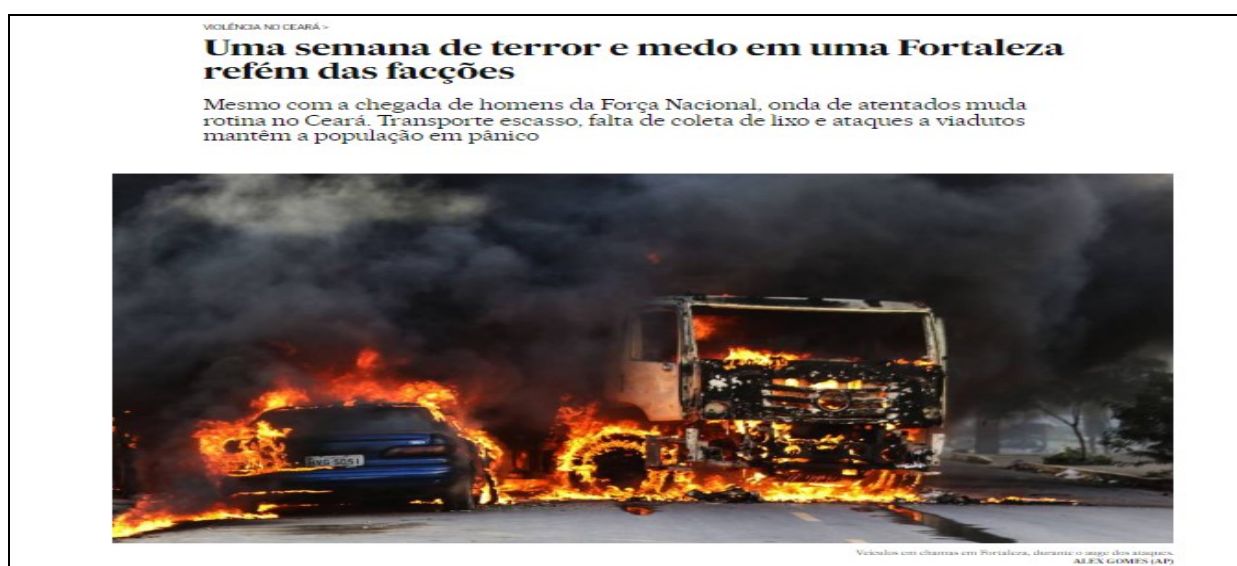 VIOLÊNCIA NO CEARÁ >
Uma semana de terror e medo em uma Fortaleza
refém das facções
Mesmo com a chegada de homens da Força Nacional, onda de atentados muda
rotina no Ceará. Transporte escasso, falta de coleta de lixo e ataques a viadutos
mantêm a população em pânico
Veículos em chamas em Fortaleza, durante o auge dos ataques.
ALEX GOMES (AP)